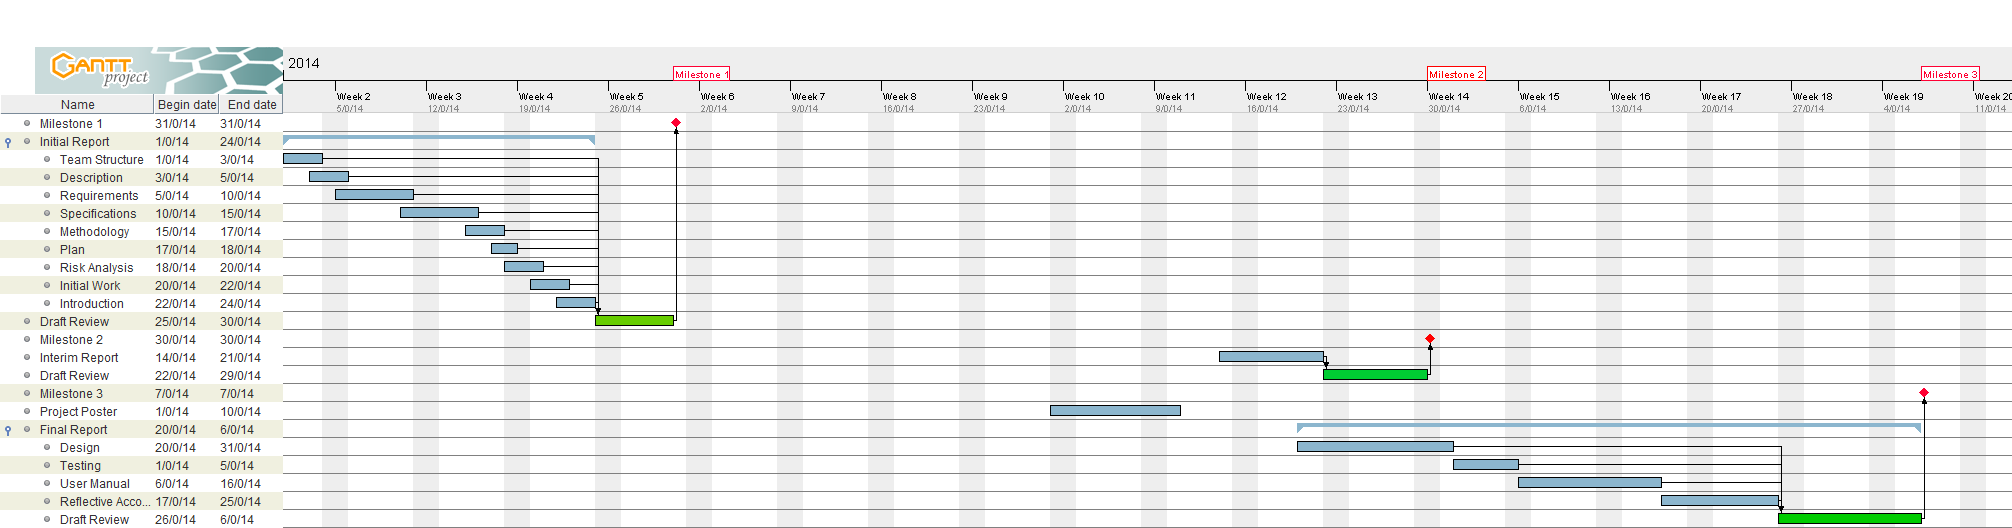 GANTT
project
2014
Milestone 1 Milestone 2 Milestone 3
Week 2 Week 3 Week 4 Week 5 Week 6 Week 7 Week 8 Week 9 Week 10 Week 11 Week 12 Week 13 Week 14 Week 15 Week 16 Week 17 Week 18 Week 19 Week 20
Name Begin date End date
5/0/14 12/0/14 19/0/14 26/0/14 2/0/14 9/0/14 16/0/14 23/0/14 2/0/14 9/0/14 16/0/14 23/0/14 30/0/14 6/0/14 13/0/14 20/0/14 27/0/14 4/0/14 11/0/14
Milestone 1 31/0/14 31/0/14
Initial Report 1/0/14 24/0/14
Team Structure 1/0/14 3/0/14
Description 3/0/14 5/0/14
Requirements 5/0/14 10/0/14
Specifications 10/0/14 15/0/14
Methodology 15/0/14 17/0/14
Plan 17/0/14 18/0/14
Risk Analysis 18/0/14 20/0/14
Initial Work 20/0/14 22/0/14
Introduction 22/0/14 24/0/14
Draft Review 25/0/14 30/0/14
Milestone 2 30/0/14 30/0/14
Interim Report 14/0/14 21/0/14
Draft Review 22/0/14 29/0/14
Milestone 3 7/0/14 7/0/14
Project Poster 1/0/14 10/0/14
Final Report 20/0/14 6/0/14
Design 20/0/14 31/0/14
Testing 1/0/14 5/0/14
User Manual 6/0/14 16/0/14
Reflective Acco... 17/0/14 25/0/14
Draft Review 26/0/14 6/0/14